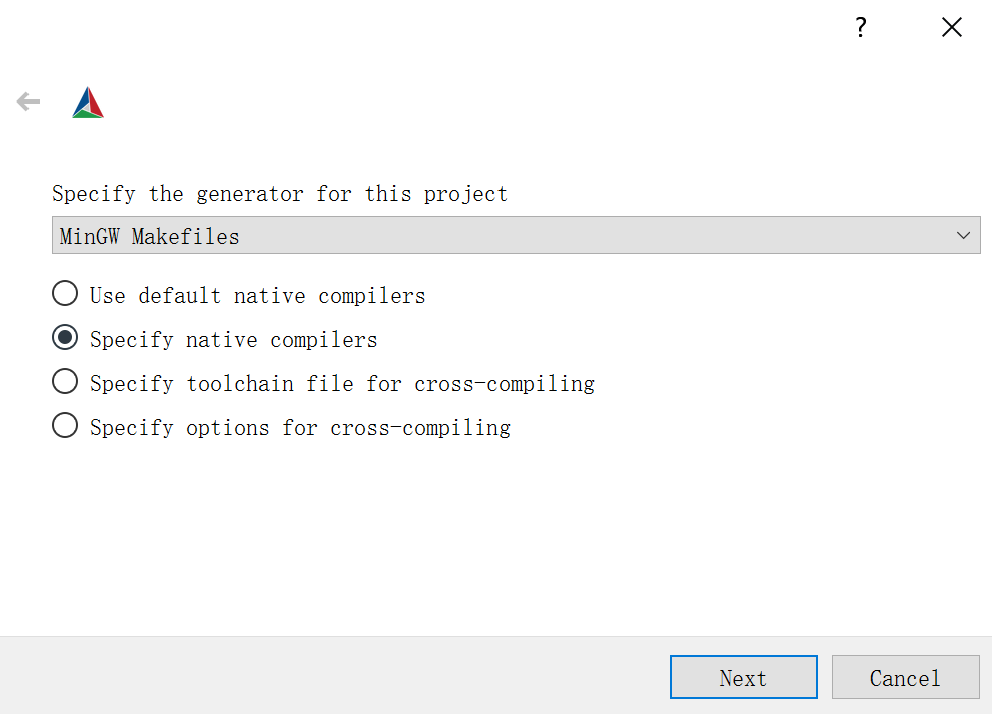 Specify the generator for this project
MinGW Makefiles
Use default native compilers
Specify native compilers
Specify toolchain file for cross-compiling
Specify options for cross-compiling
Next
Cancel